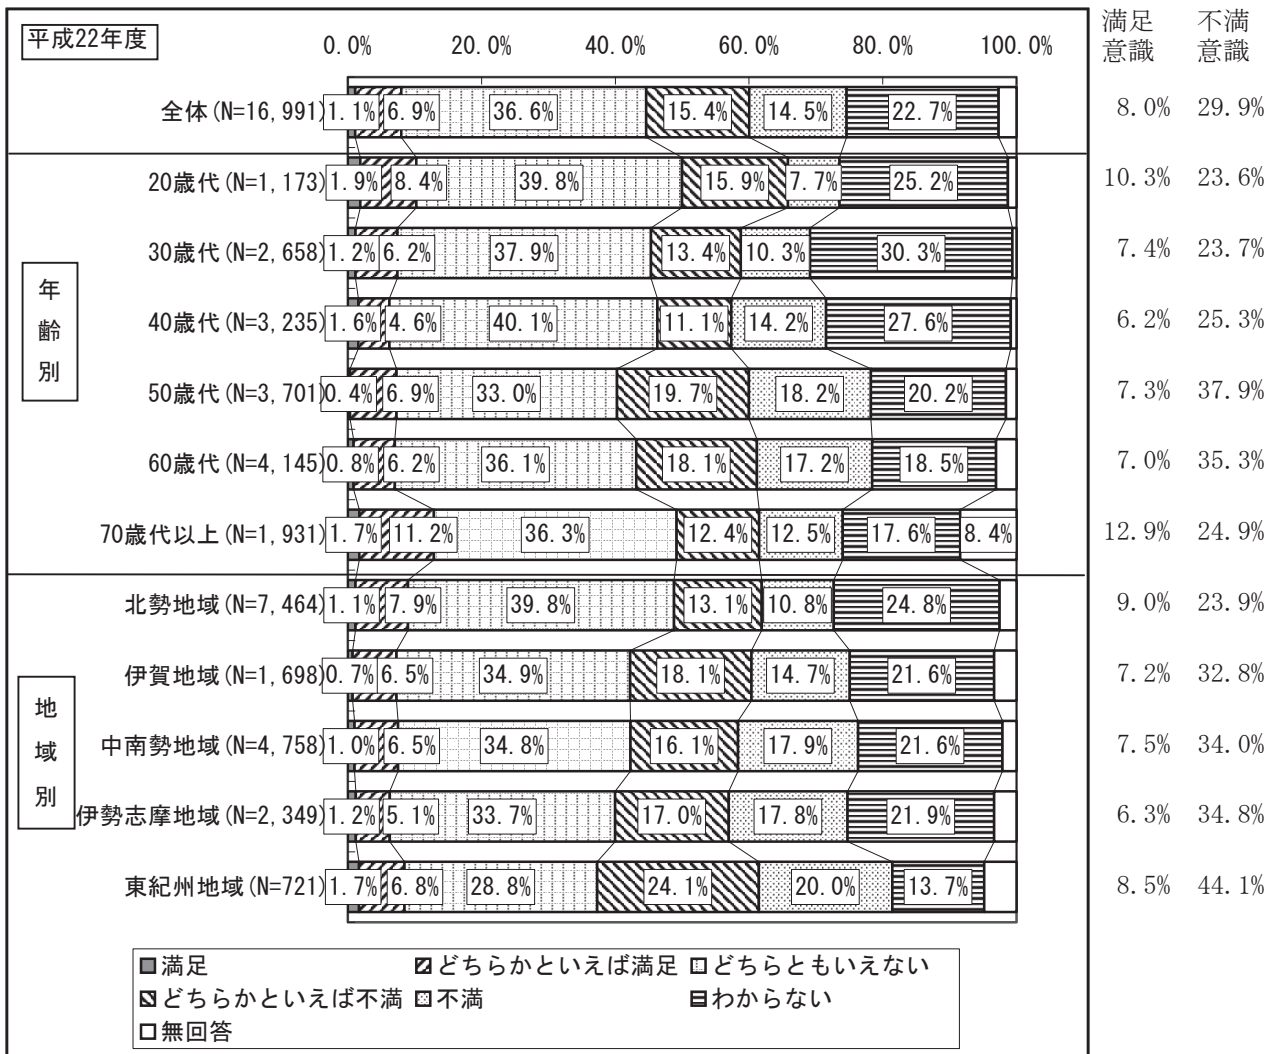 満足 不満
意識 意識
平成22年度
0.0% 20.0% 40.0% 60.0% 80.0% 100.0%
全体(N=16,991) 1.1% 6.9% 36.6% 15.4% 14.5% 22.7% 8.0% 29.9%
年齢別
20歳代(N=1,173) 1.9% 8.4% 39.8% 15.9% 7.7% 25.2% 10.3% 23.6%
30歳代(N=2,658) 1.2% 6.2% 37.9% 13.4% 10.3% 30.3% 7.4% 23.7%
40歳代(N=3,235) 1.6% 4.6% 40.1% 11.1% 14.2% 27.6% 6.2% 25.3%
50歳代(N=3,701) 0.4% 6.9% 33.0% 19.7% 18.2% 20.2% 7.3% 37.9%
60歳代(N=4,145) 0.8% 6.2% 36.1% 18.1% 17.2% 18.5% 7.0% 35.3%
70歳代以上(N=1,931) 1.7% 11.2% 36.3% 12.4% 12.5% 17.6% 8.4% 12.9% 24.9%
地域別
北勢地域(N=7,464) 1.1% 7.9% 39.8% 13.1% 10.8% 24.8% 9.0% 23.9%
伊賀地域(N=1,698) 0.7% 6.5% 34.9% 18.1% 14.7% 21.6% 7.2% 32.8%
中南勢地域(N=4,758) 1.0% 6.5% 34.8% 16.1% 17.9% 21.6% 7.5% 34.0%
伊勢志摩地域(N=2,349) 1.2% 5.1% 33.7% 17.0% 17.8% 21.9% 6.3% 34.8%
東紀州地域(N=721) 1.7% 6.8% 28.8% 24.1% 20.0% 13.7% 8.5% 44.1%
満足 どちらかといえば満足 どちらともいえない
どちらかといえば不満 不満 わからない
無回答